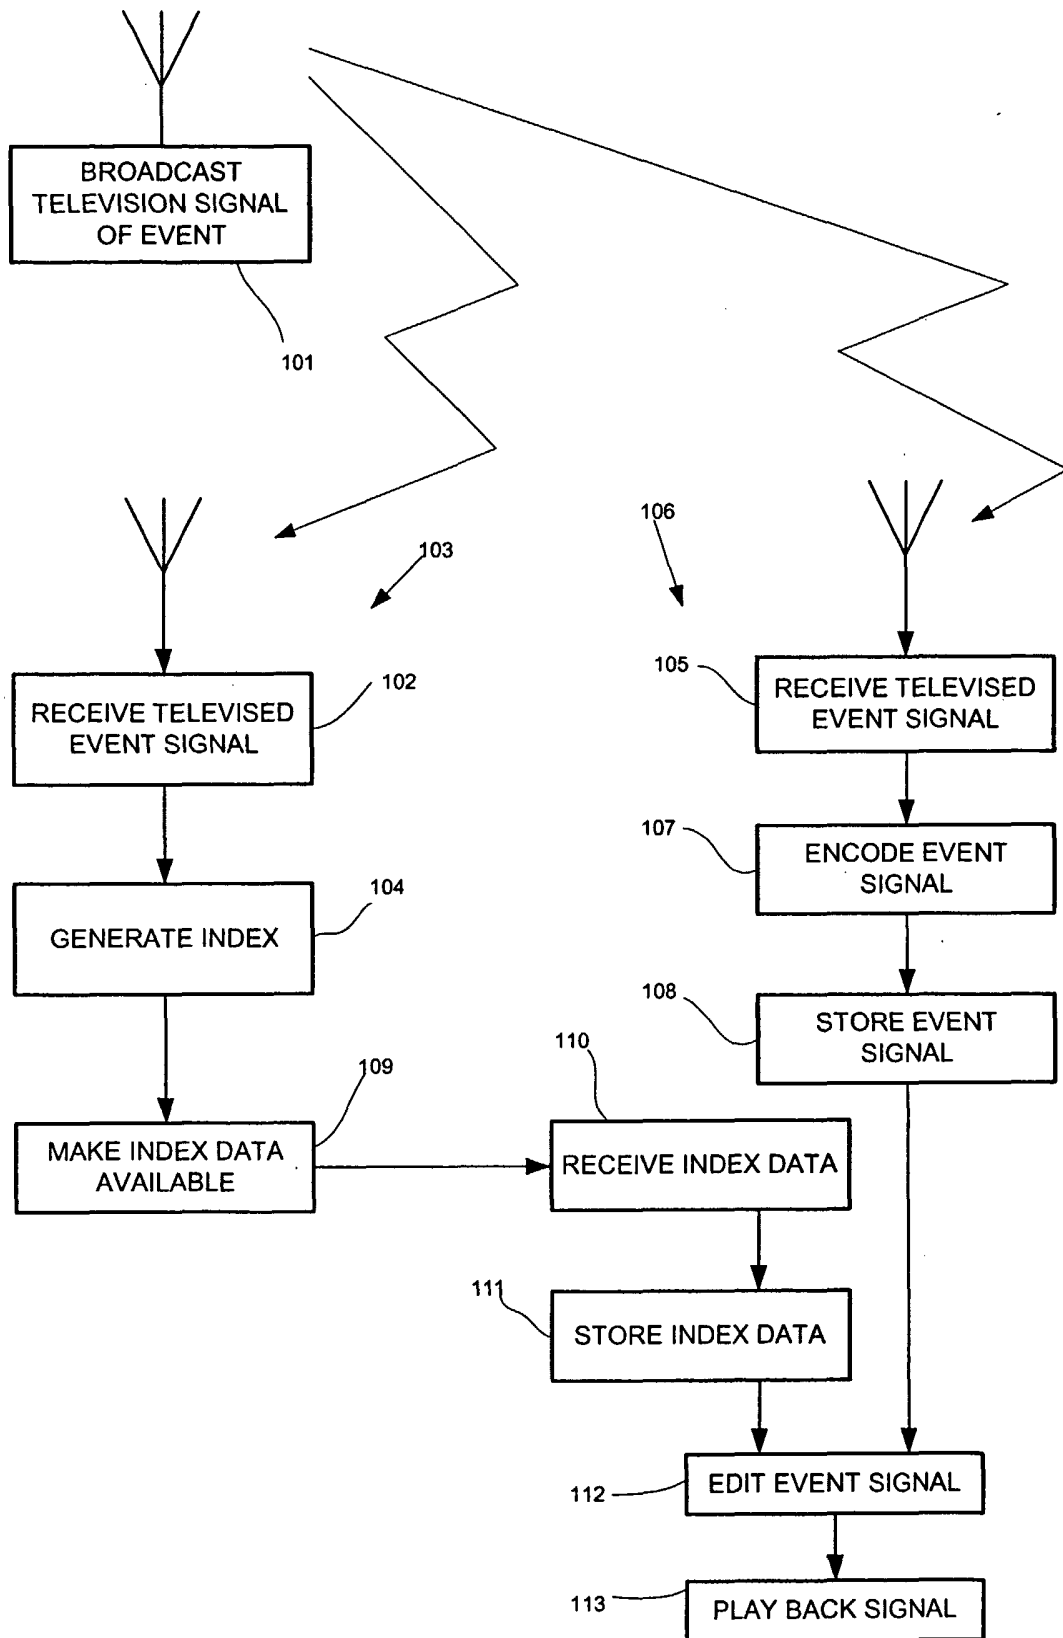 BROADCAST
TELEVISION SIGNAL
OF EVENT
101
106
103
102
RECEIVE TELEVISED
EVENT SIGNAL
105
RECEIVE TELEVISED
EVENT SIGNAL
107
ENCODE EVENT
SIGNAL
104
GENERATE INDEX
108
STORE EVENT
SIGNAL
109
MAKE INDEX DATA
AVAILABLE
110
RECEIVE INDEX DATA
111
STORE INDEX DATA
112
EDIT EVENT SIGNAL
113
PLAY BACK SIGNAL